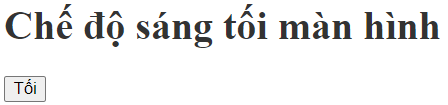 Chế độ sáng tối màn hình
Tối